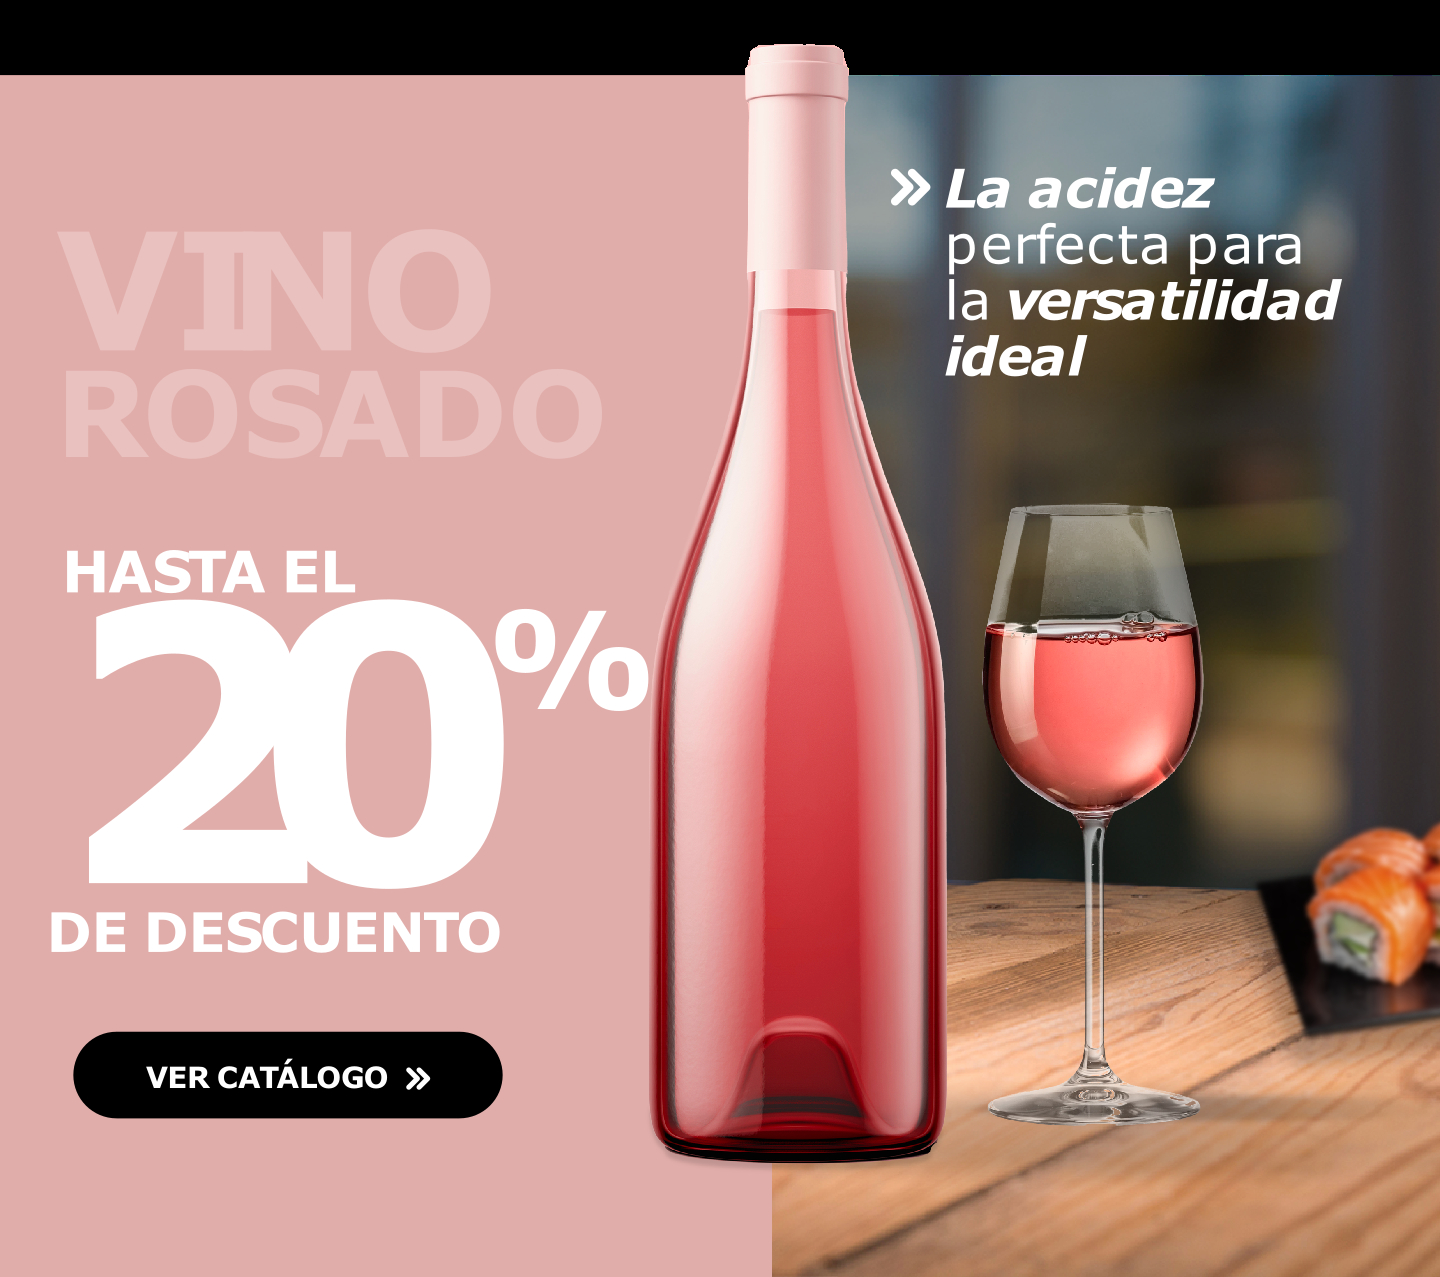 VINO
ROSADO
HASTA EL
20%
DE DESCUENTO
VER CATÁLOGO »
» La acidez
perfecta para
la versatilidad
ideal